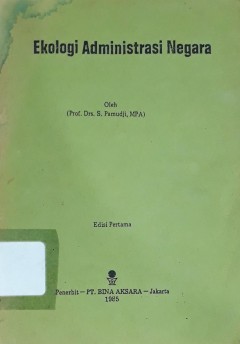 Ekologi Administrasi Negara
Oleh
(Prof. Drs. S. Pamudji, MPA)
Edisi Pertama
Penerbit — PT. BINA AKSARA — Jakarta
1985